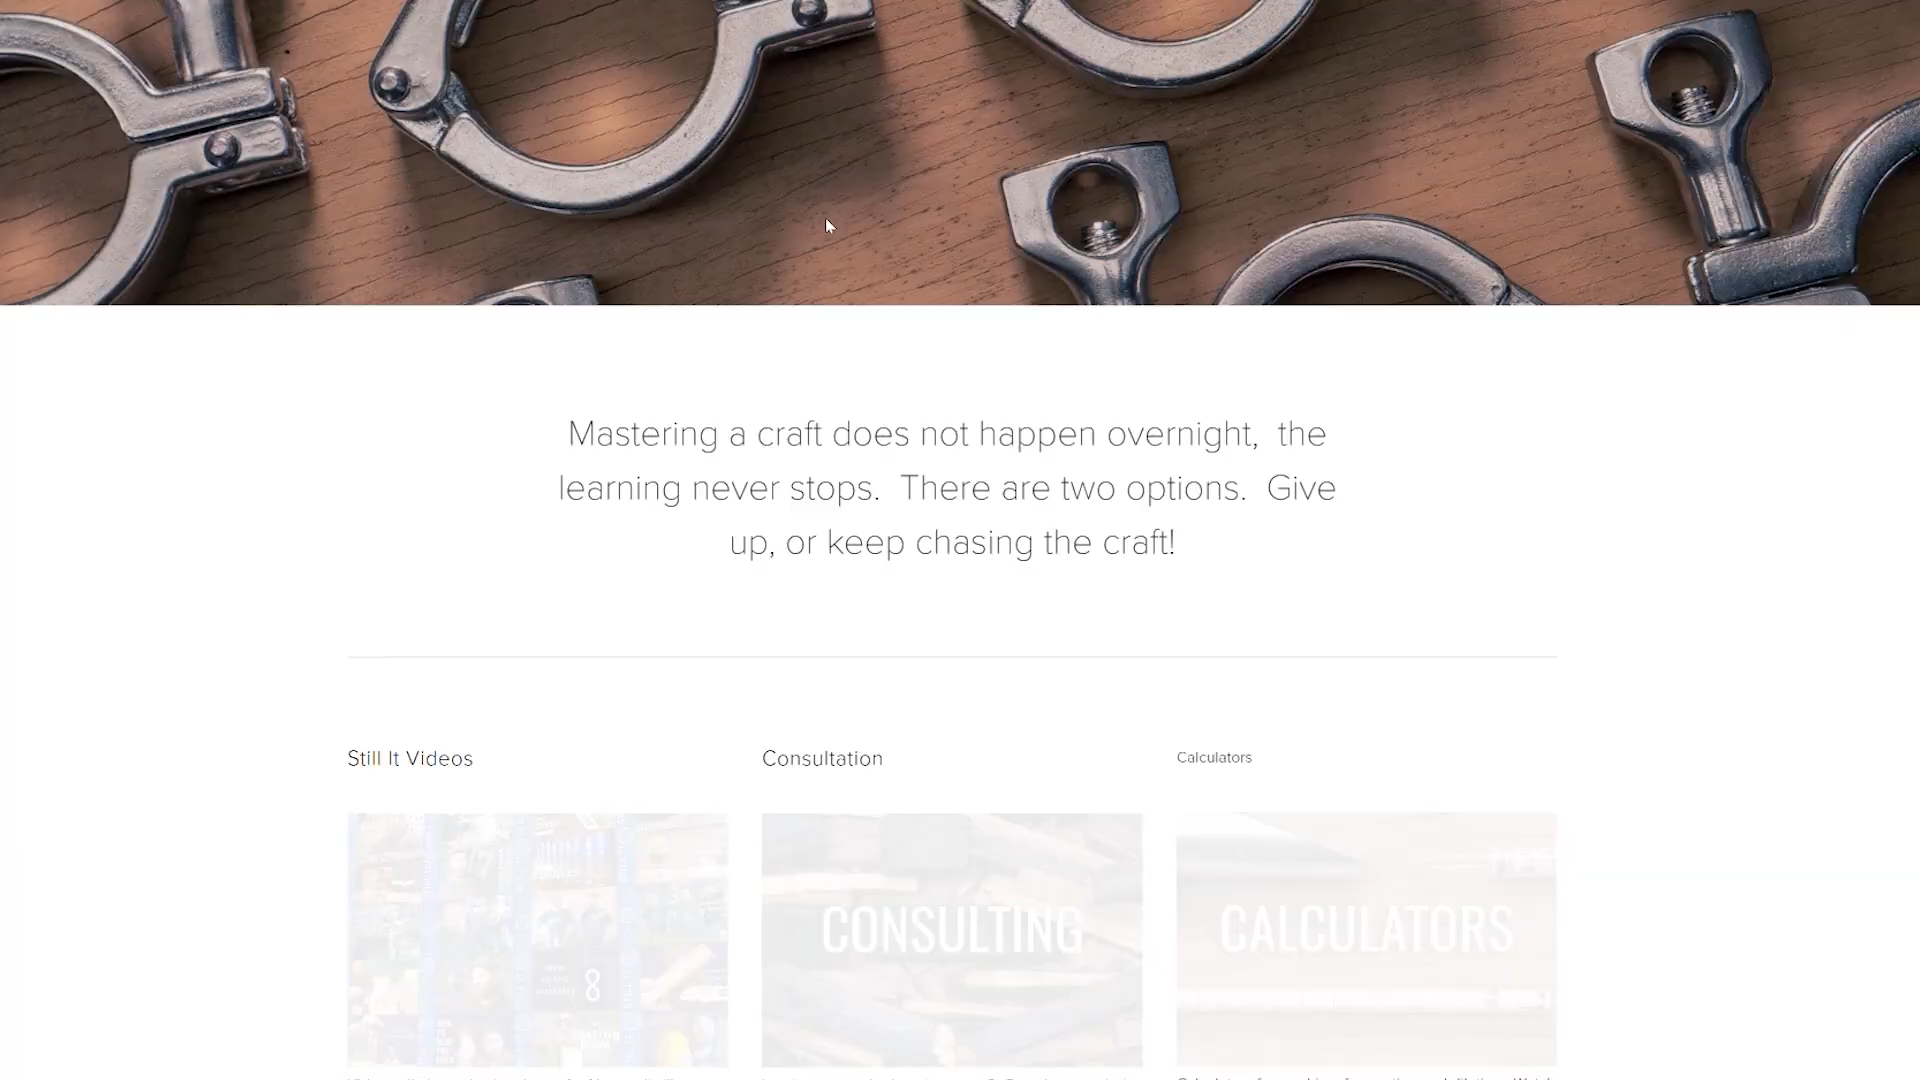 Mastering a craft does not happen overnight, the
learning never stops. There are two options. Give
up, or keep chasing the craft!
Still It Videos
Consultation
Calculators
8
CONSULTING
CALCULATORS